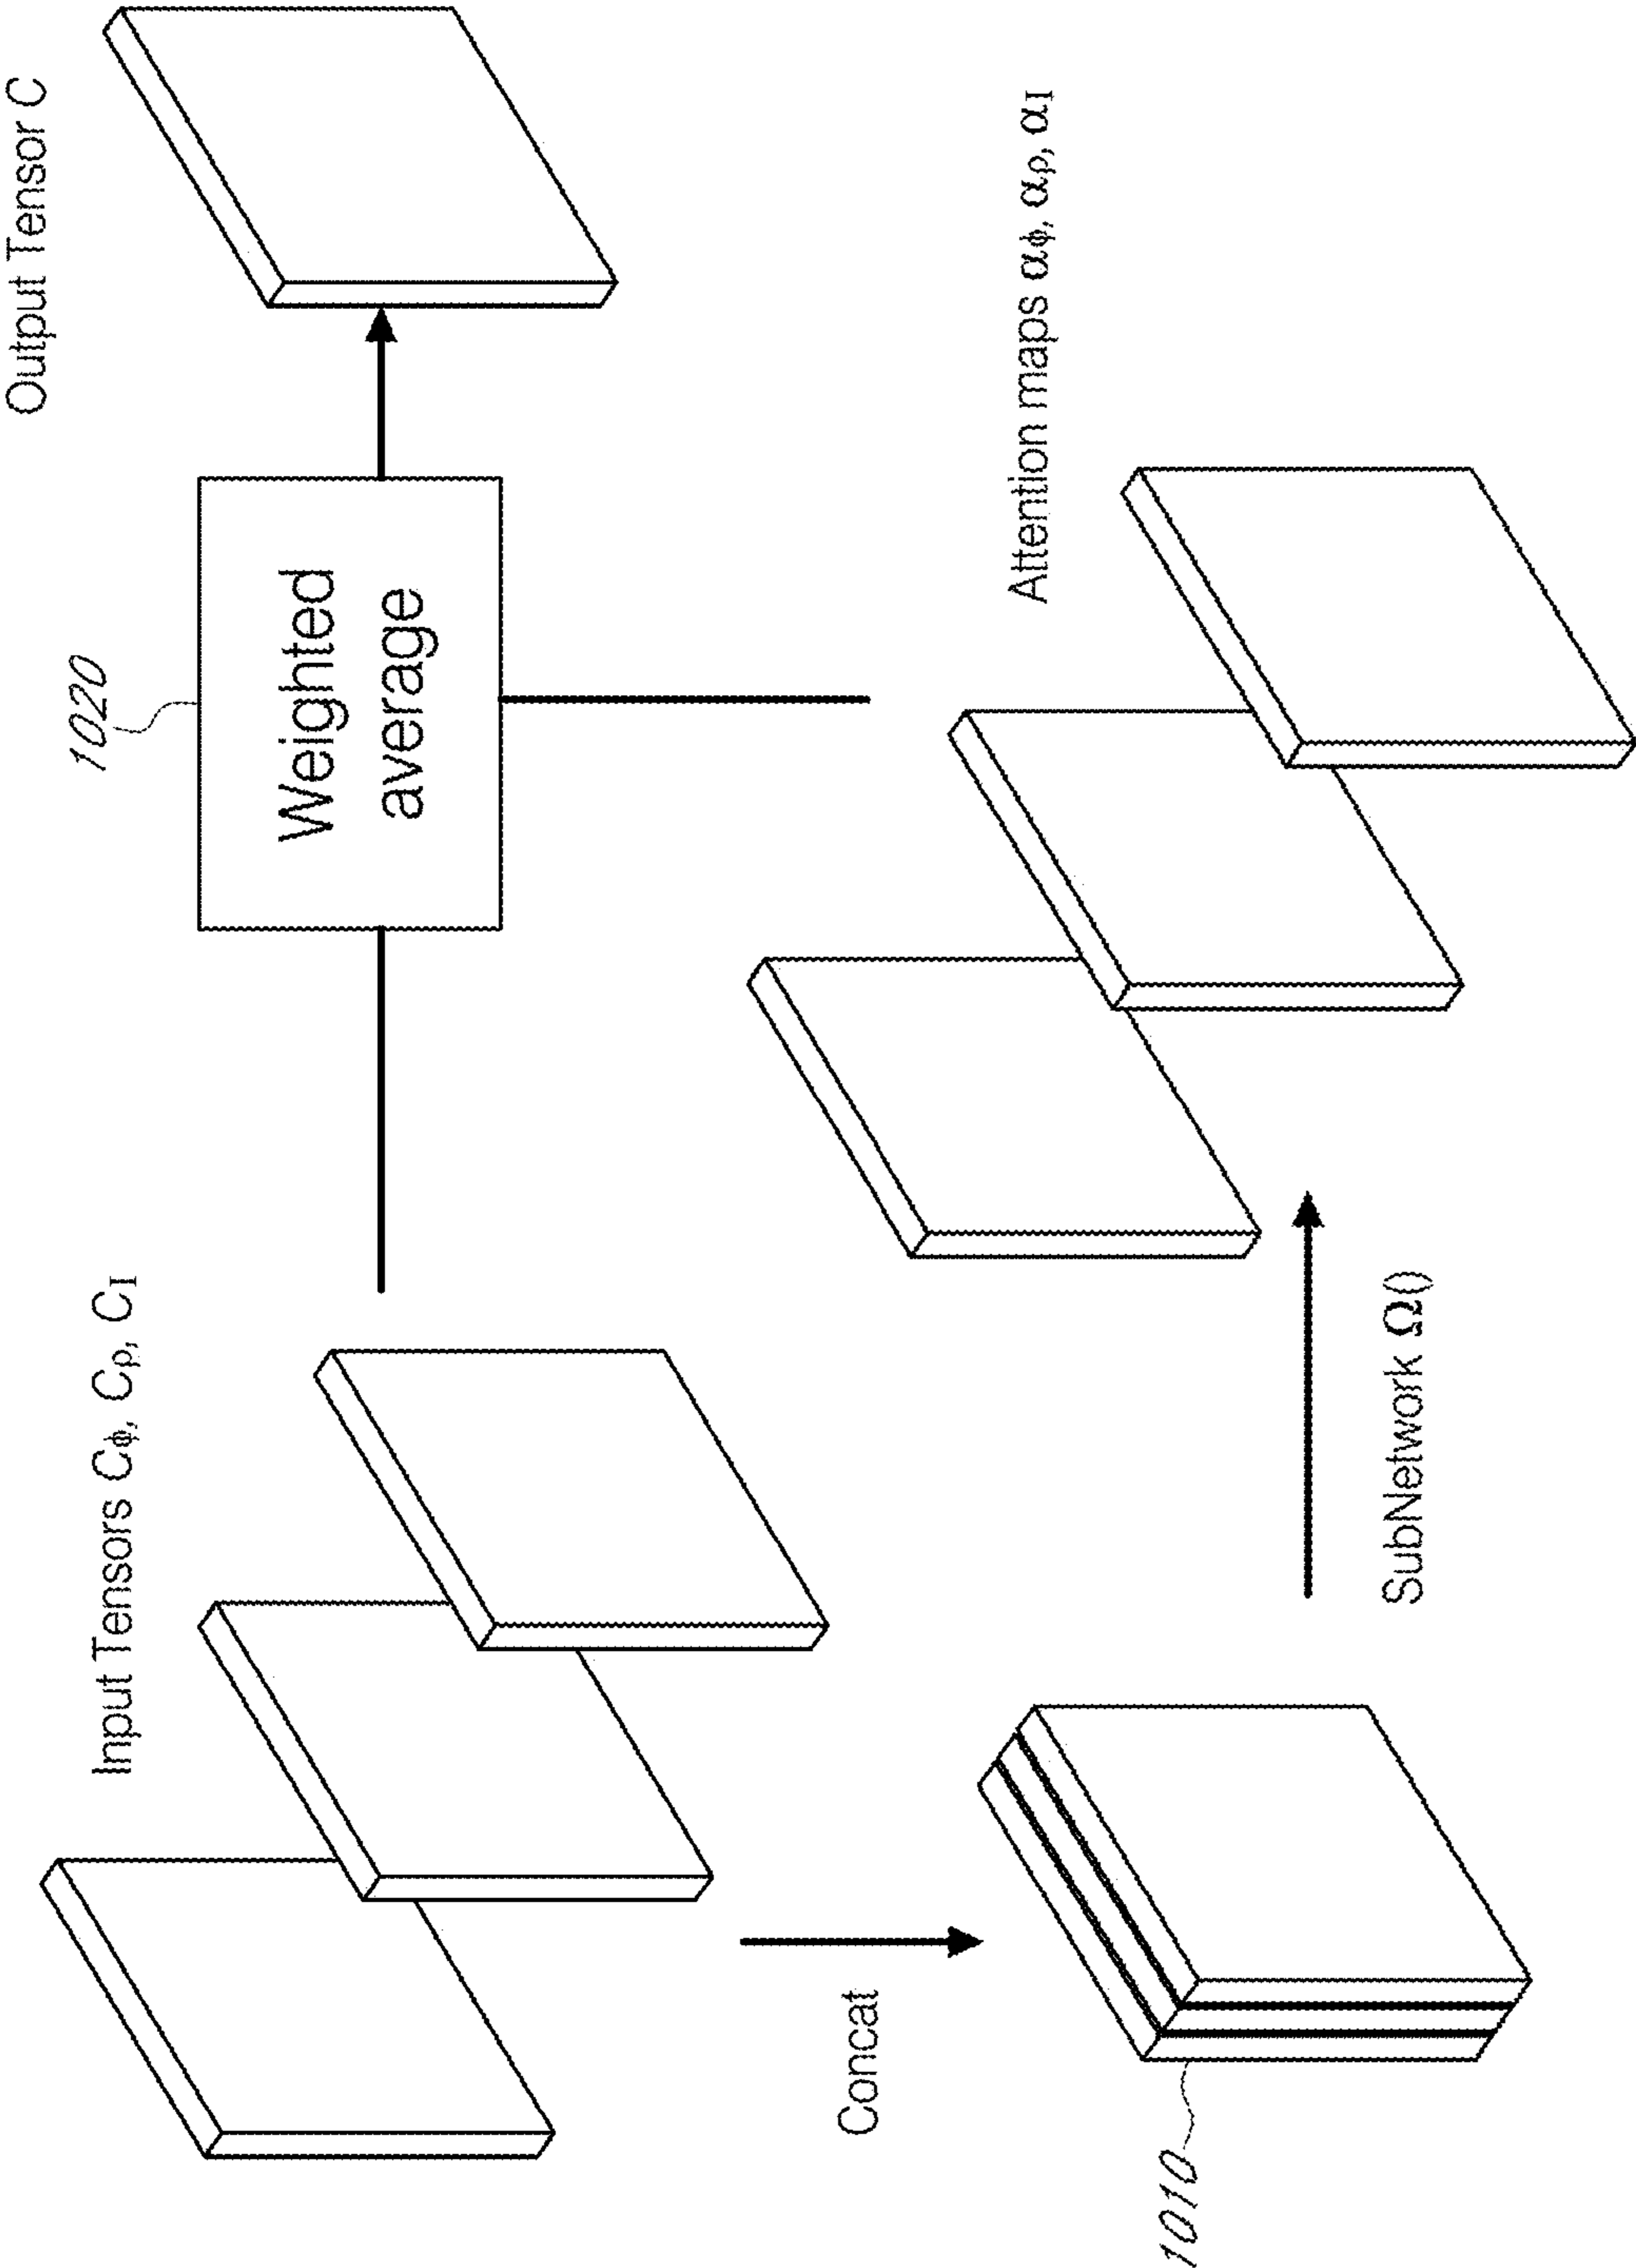 Input Tensors Cϕ, Cρ, CI
1020
Weighted
average
Output Tensor C
Concat
1010
SubNetwork Ω()
Attention maps αϕ, αρ, αI